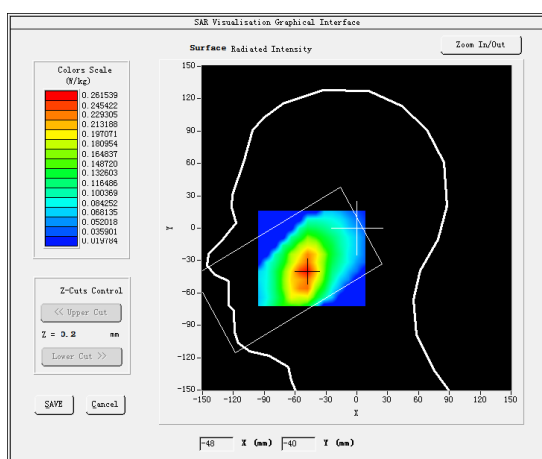 SAR Visualisation Graphical Interface
Surface Radiated Intensity
Zoom In/Out
Colors Scale
(W/kg)
0.261539
0.245422
0.229305
0.213188
0.197071
0.180954
0.164837
0.148720
0.132603
0.116486
0.100369
0.084252
0.068135
0.052018
0.035901
0.019784
150
120
90
60
30
0
-30
-60
-90
-120
-150
Y
-150 -120 -90 -60 -30 0 30 60 90 120 150
X
Z-Cuts Control
<< Upper Cut
Z = 0.2 mm
Lower Cut >>
SAVE Cancel
-48 X (mm) -40 Y (mm)